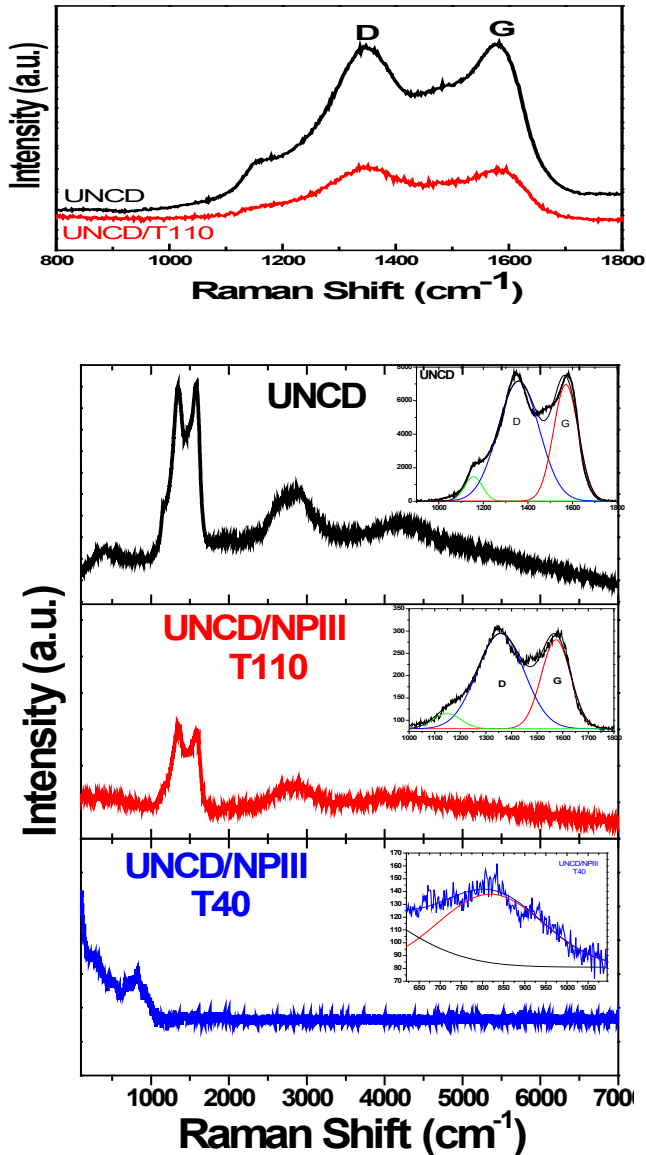 D G
Intensity (a.u.)
UNCD
UNCD/T110
800 1000 1200 1400 1600 1800
Raman Shift (cm-1)
Intensity (a.u.)
UNCD
UNCD
8000
6000
4000
2000
0
D G
1000 1200 1400 1600 1800
UNCD/NPIII
T110
350
300
250
200
150
100
D G
1000 1100 1200 1300 1400 1500 1600 1700 1800
UNCD/NPIII
T40
UNCD/NPIII
T40
170
160
150
140
130
120
110
100
90
80
70
650 700 750 800 850 900 950 1000 1050
1000 2000 3000 4000 5000 6000 7000
Raman Shift (cm-1)